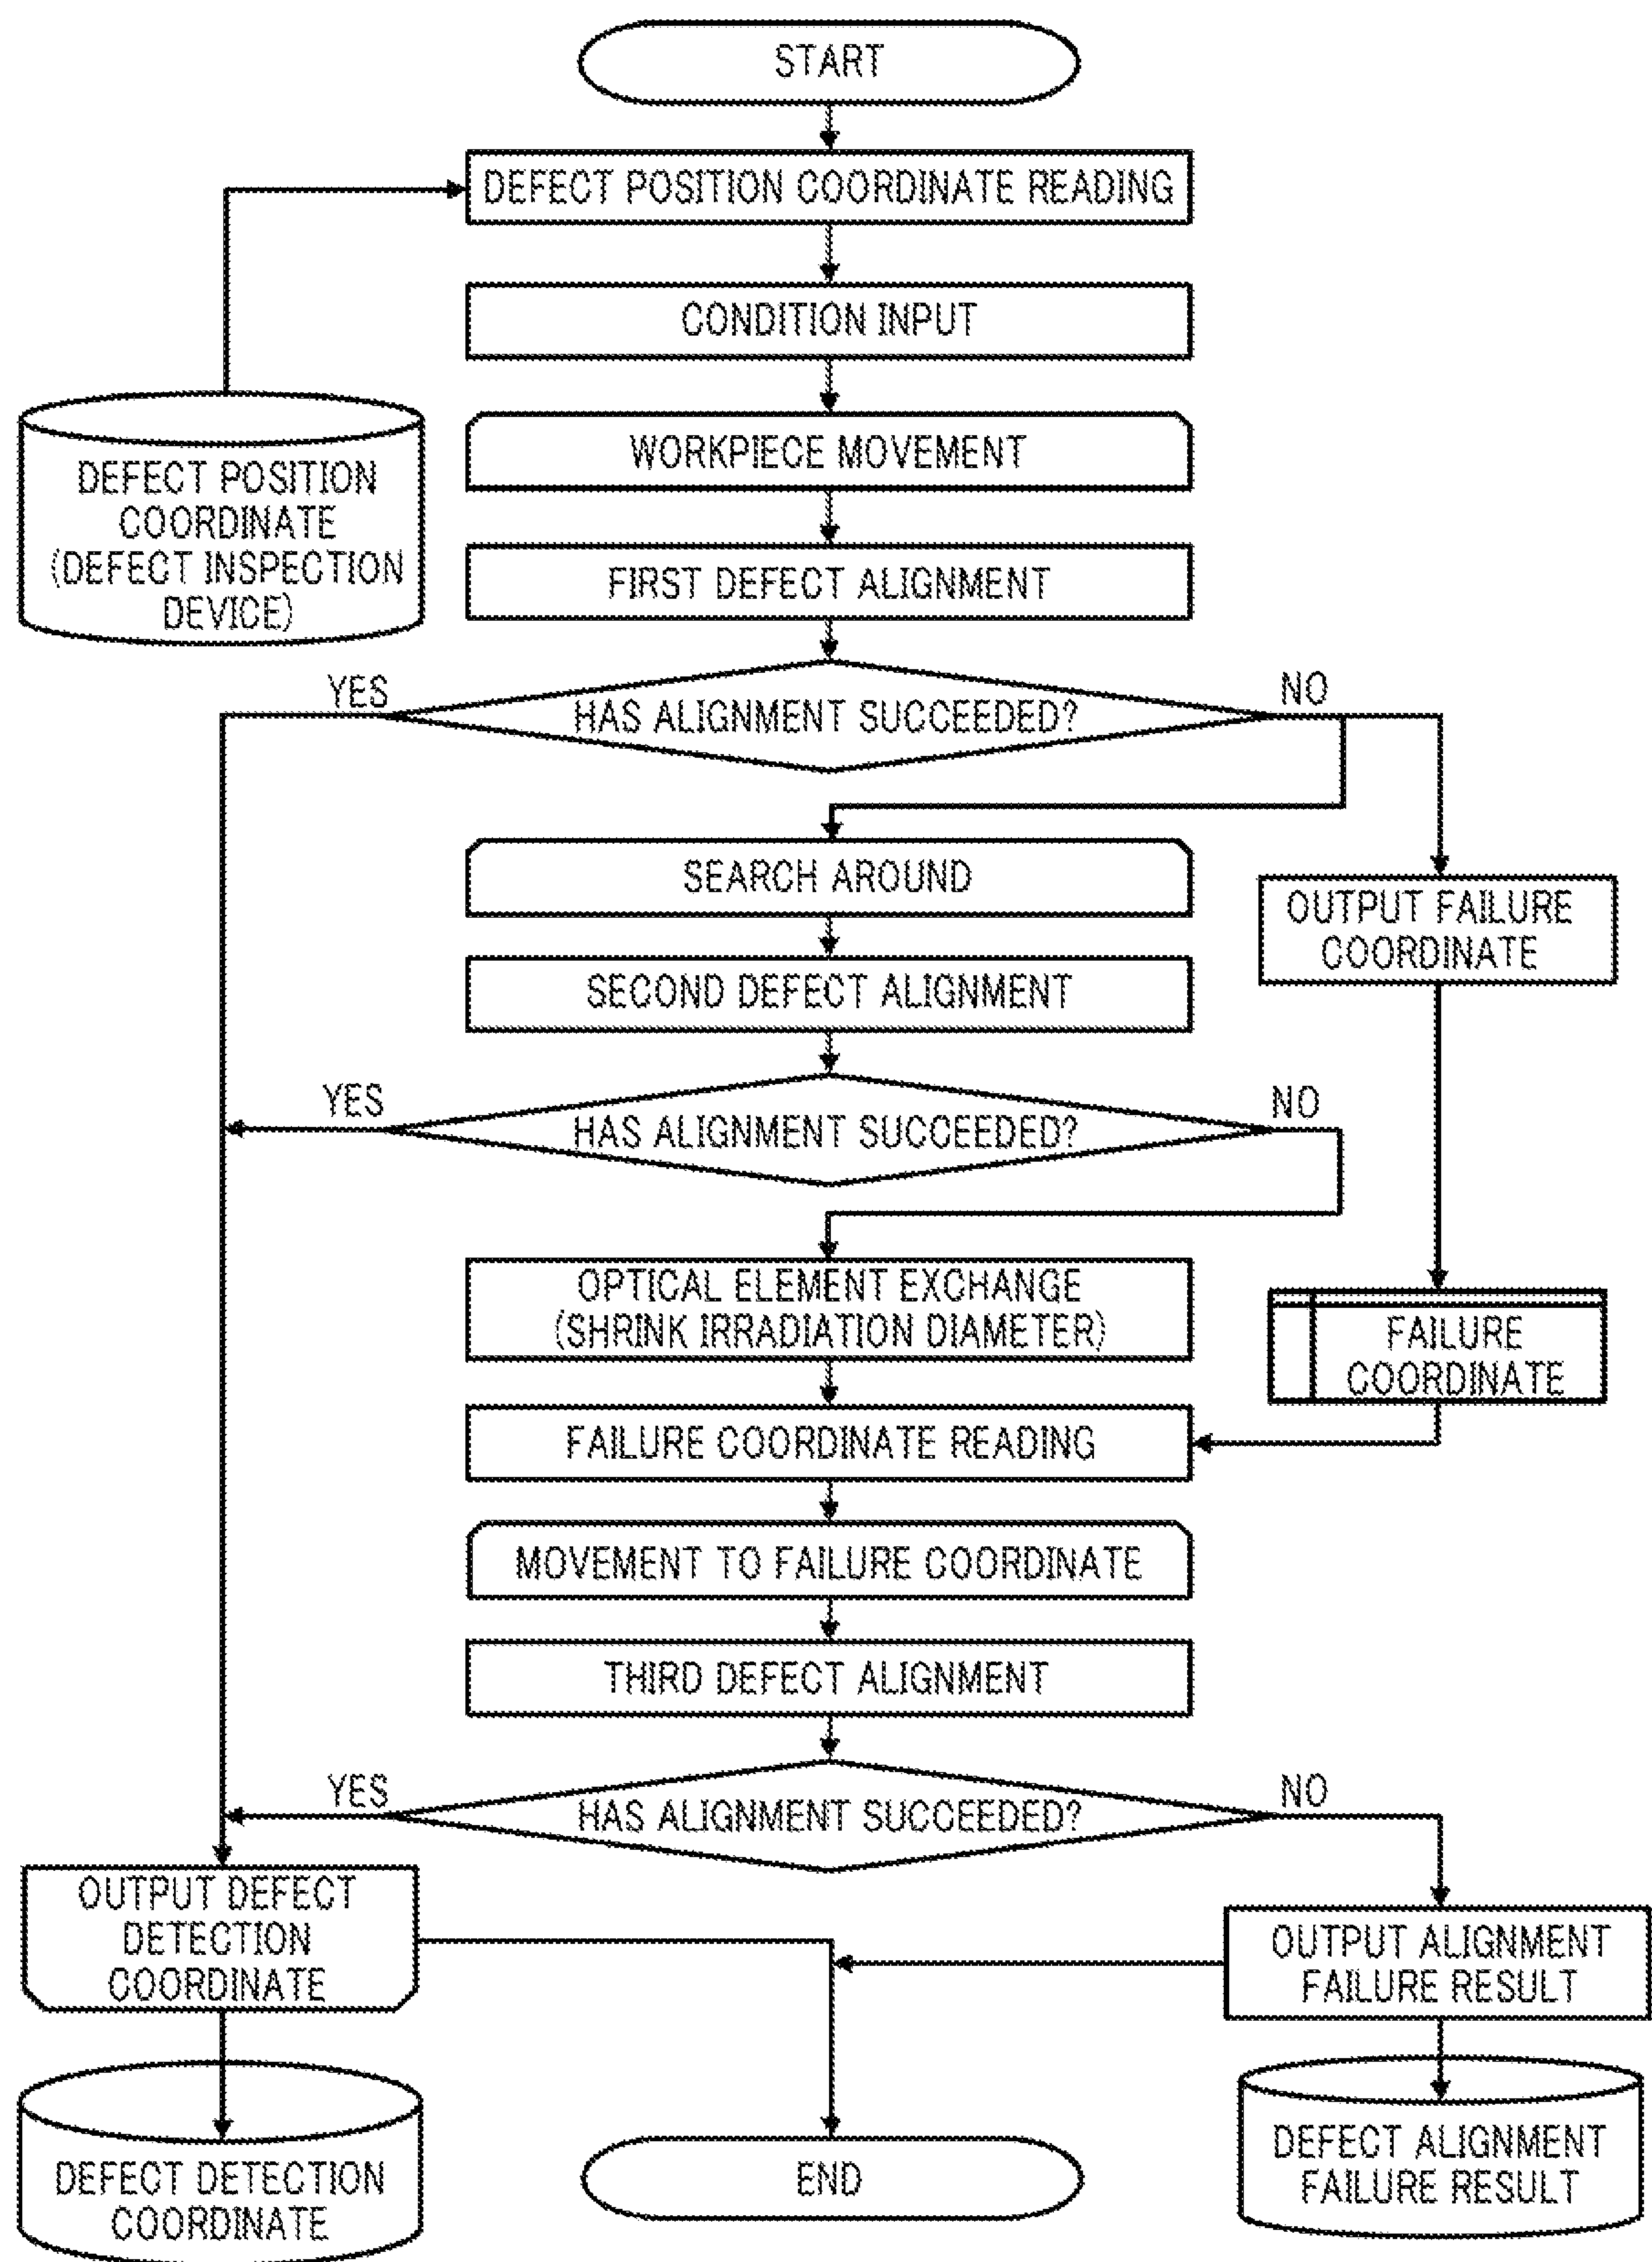 START
DEFECT POSITION COORDINATE READING
CONDITION INPUT
WORKPIECE MOVEMENT
DEFECT POSITION
COORDINATE
(DEFECT INSPECTION
DEVICE)
FIRST DEFECT ALIGNMENT
YES
HAS ALIGNMENT SUCCEEDED?
NO
SEARCH AROUND
OUTPUT FAILURE
COORDINATE
SECOND DEFECT ALIGNMENT
YES
HAS ALIGNMENT SUCCEEDED?
NO
OPTICAL ELEMENT EXCHANGE
(SHRINK IRRADIATION DIAMETER)
FAILURE
COORDINATE
FAILURE COORDINATE READING
MOVEMENT TO FAILURE COORDINATE
THIRD DEFECT ALIGNMENT
YES
HAS ALIGNMENT SUCCEEDED?
NO
OUTPUT DEFECT
DETECTION
COORDINATE
OUTPUT ALIGNMENT
FAILURE RESULT
DEFECT DETECTION
COORDINATE
END
DEFECT ALIGNMENT
FAILURE RESULT